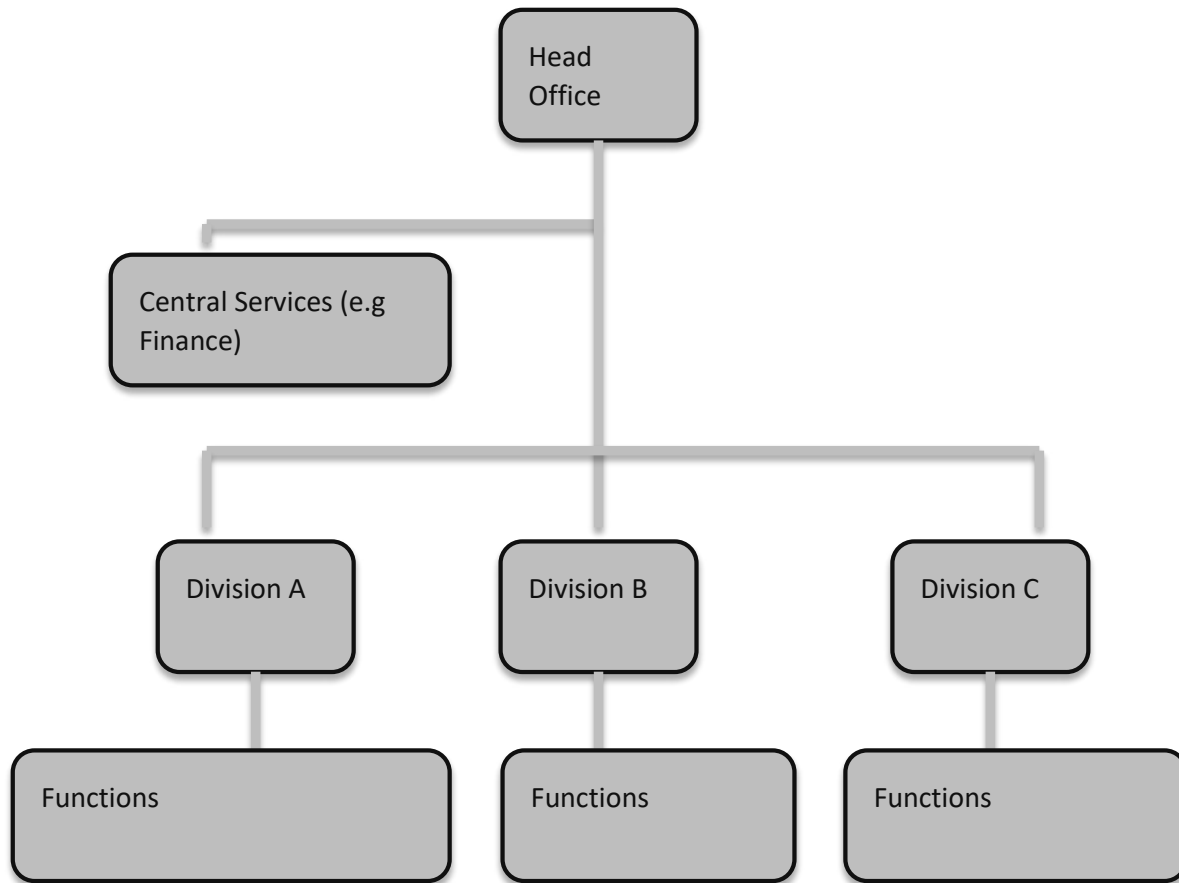 Head
Office
Central Services (e.g
Finance)
Division A
Division B
Division C
Functions
Functions
Functions